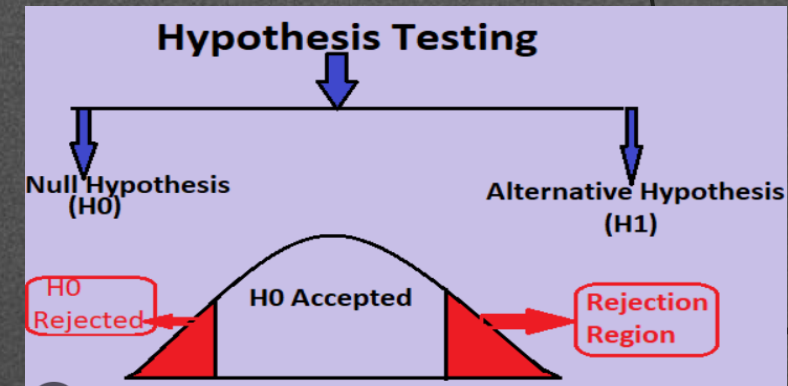 Hypothesis Testing
Null Hypothesis
(H0)
Alternative Hypothesis
(H1)
H0
Rejected
H0 Accepted
Rejection
Region